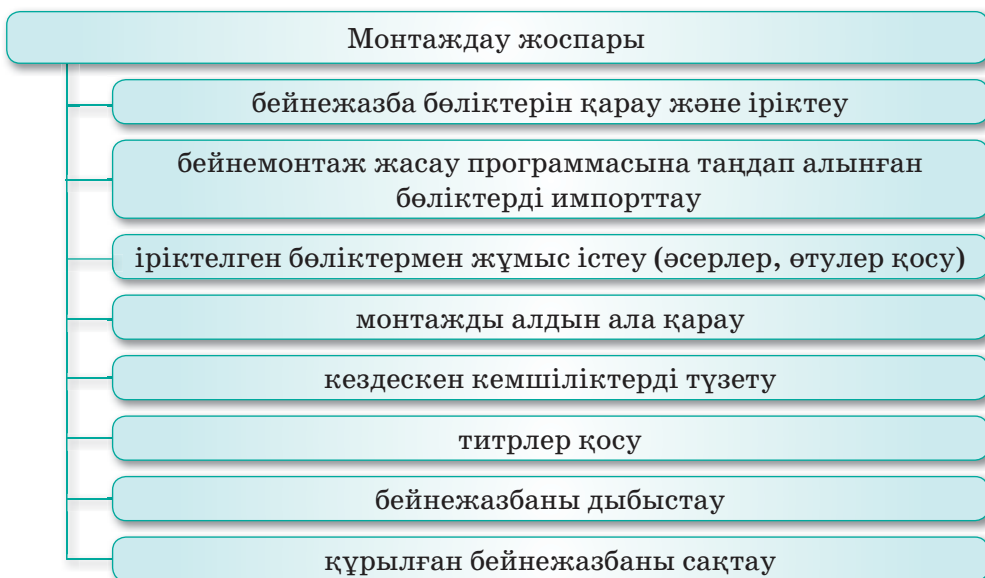 Монтаждау жоспары
бейнежазба бөліктерін қарау және іріктеу
бейнемонтаж жасау программасына таңдап алынған
бөліктерді импорттау
іріктелген бөліктермен жұмыс істеу (әсерлер, өтулер қосу)
монтажды алдын ала қарау
кездескен кемшіліктерді түзету
титрлер қосу
бейнежазбаны дыбыстау
құрылған бейнежазбаны сақтау